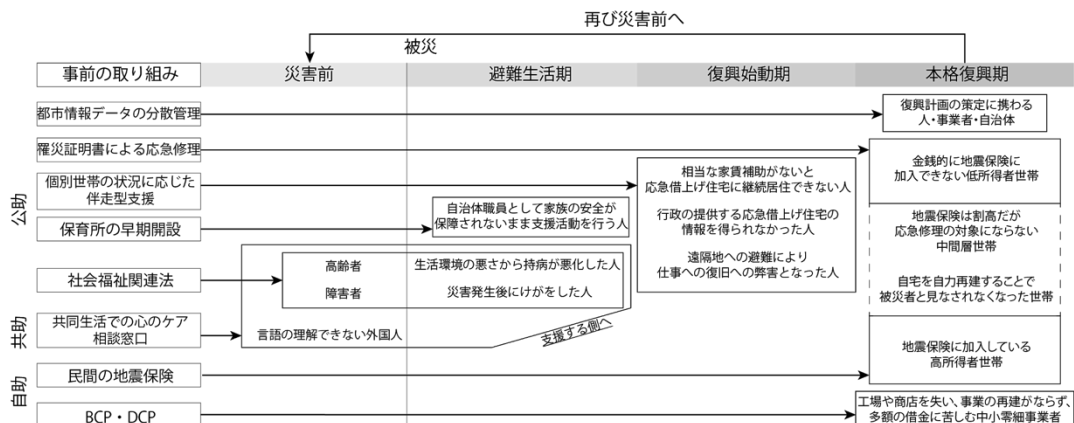 再び災害前へ
被災
事前の取り組み
災害前
避難生活期
復興始動期
本格復興期
公助
共助
自助
都市情報データの分散管理
復興計画の策定に携わる
人・事業者・自治体
罹災証明書による応急修理
金銭的に地震保険に
加入できない低所得者世帯
個別世帯の状況に応じた
伴走型支援
相当な家賃補助がないと
応急借上げ住宅に継続居住できない人
行政の提供する応急借上げ住宅の
情報を得られなかった人
遠隔地への避難により
仕事への復旧への弊害となった人
保育所の早期開設
自治体職員として家族の安全が
保障されないまま支援活動を行う人
地震保険は割高だが
応急修理の対象にならない
中間層世帯
自宅を自力再建することで
被災者と見なされなくなった世帯
社会福祉関連法
高齢者
障害者
生活環境の悪さから持病が悪化した人
災害発生後にけがをした人
共同生活での心のケア
相談窓口
言語の理解できない外国人
支援する側へ
地震保険に加入している
高所得者世帯
民間の地震保険
BCP・DCP
工場や商店を失い、事業の再建がならず、
多額の借金に苦しむ中小零細事業者